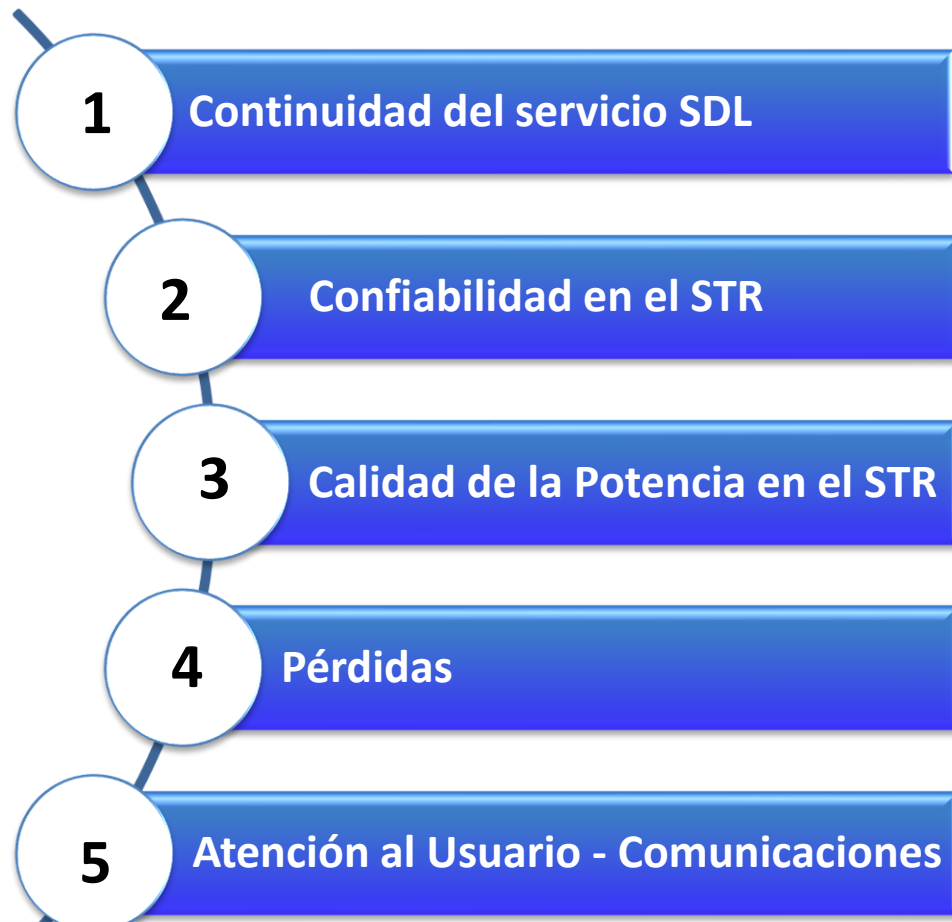 1
Continuidad del servicio SDL
2
Confiabilidad en el STR
3
Calidad de la Potencia en el STR
4
Pérdidas
5
Atención al Usuario - Comunicaciones